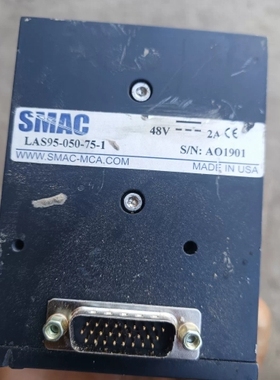 SMAC
48V 2A CE
LAS95-050-75-1
S/N: AO1901
WWW.SMAC-MCA.COM
MADE IN USA